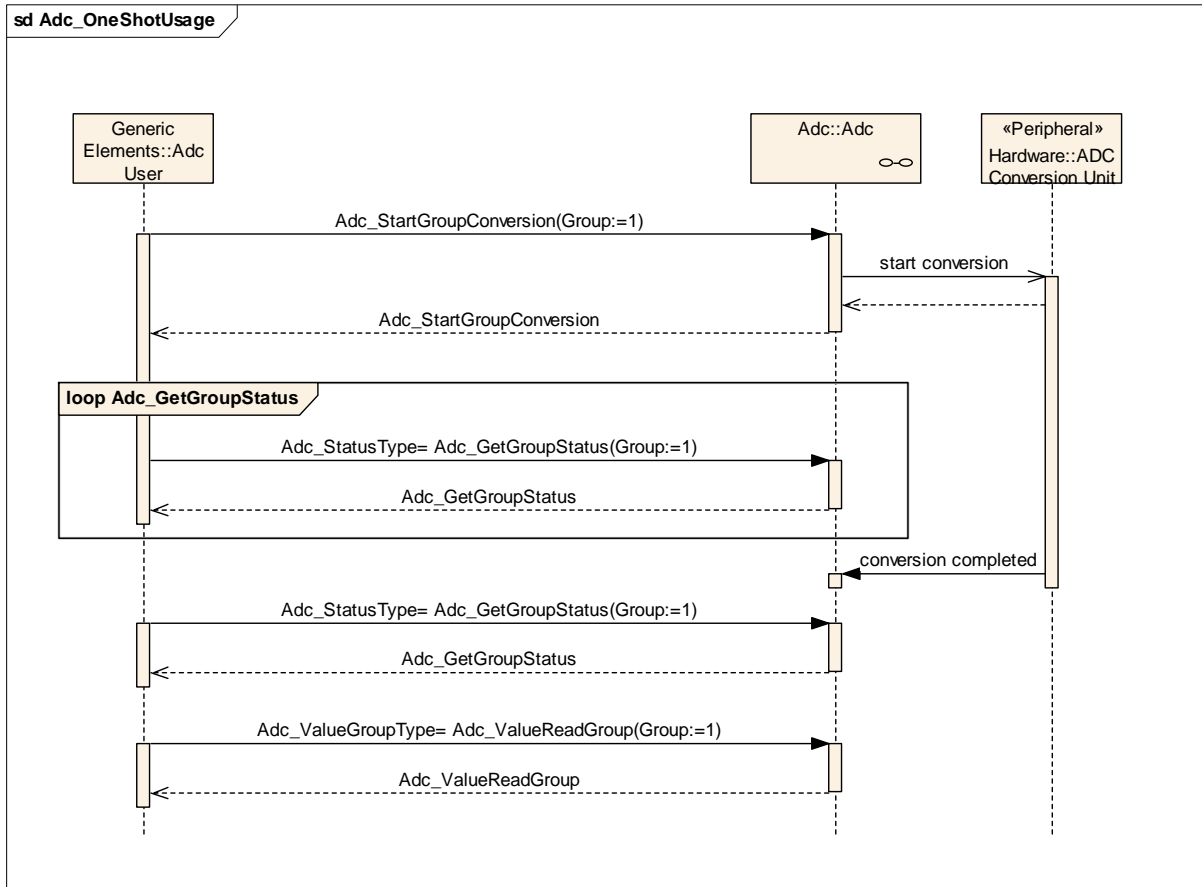 sd Adc_OneShotUsage
Generic
Elements::Adc
User
Adc::Adc
«Peripheral»
Hardware::ADC
Conversion Unit
Adc_StartGroupConversion(Group:=1)
start conversion
Adc_StartGroupConversion
loop Adc_GetGroupStatus
Adc_StatusType= Adc_GetGroupStatus(Group:=1)
Adc_GetGroupStatus
conversion completed
Adc_StatusType= Adc_GetGroupStatus(Group:=1)
Adc_GetGroupStatus
Adc_ValueGroupType= Adc_ValueReadGroup(Group:=1)
Adc_ValueReadGroup